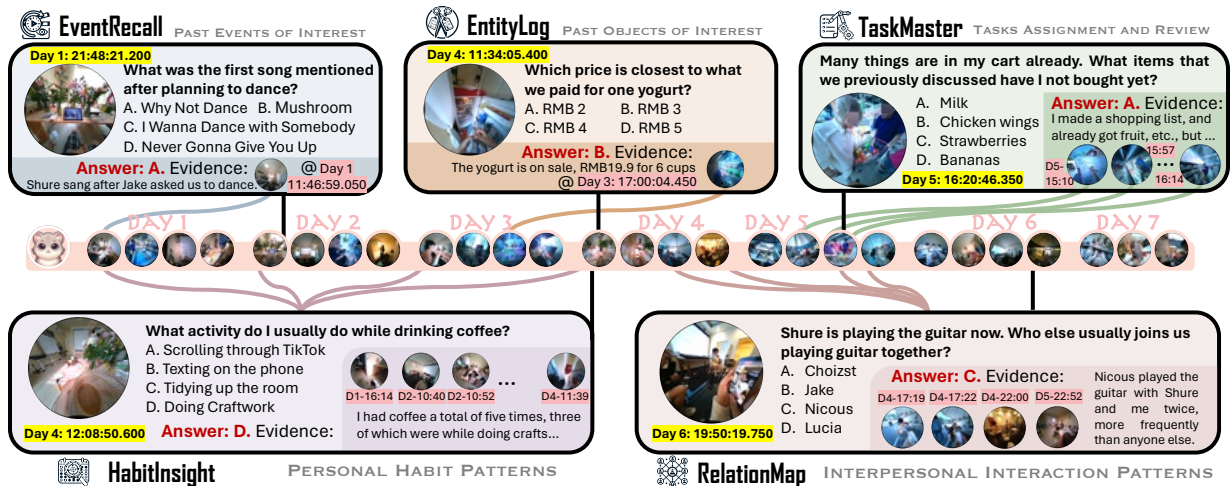 EventRecall PAST EVENTS OF INTEREST
Day 1: 21:48:21.200
What was the first song mentioned
after planning to dance?
A. Why Not Dance B. Mushroom
C. I Wanna Dance with Somebody
D. Never Gonna Give You Up
Answer: A. Evidence:
Shure sang after Jake asked us to dance.
@ Day 1
11:46:59.050
EntityLog PAST OBJECTS OF INTEREST
Day 4: 11:34:05.400
Which price is closest to what
we paid for one yogurt?
A. RMB 2 B. RMB 3
C. RMB 4 D. RMB 5
Answer: B. Evidence:
The yogurt is on sale, RMB19.9 for 6 cups
@ Day 3: 17:00:04.450
TaskMaster TASKS ASSIGNMENT AND REVIEW
Many things are in my cart already. What items that
we previously discussed have I not bought yet?
A. Milk
B. Chicken wings
C. Strawberries
D. Bananas
Day 5: 16:20:46.350
Answer: A. Evidence:
I made a shopping list, and
already got fruit, etc., but ...
D5-
15:10
15:57
...
16:14
DAY 1 DAY 2 DAY 3 DAY 4 DAY 5 DAY 6 DAY 7
What activity do I usually do while drinking coffee?
A. Scrolling through TikTok
B. Texting on the phone
C. Tidying up the room
D. Doing Craftwork
Day 4: 12:08:50.600
Answer: D. Evidence:
...
D1-16:14 D2-10:40 D2-10:52 D4-11:39
I had coffee a total of five times, three
of which were while doing crafts...
HabitInsight PERSONAL HABIT PATTERNS
Shure is playing the guitar now. Who else usually joins us
playing guitar together?
A. Choizst
B. Jake
C. Nicous
D. Lucia
Day 6: 19:50:19.750
Answer: C. Evidence:
D4-17:19 D4-17:22 D4-22:00 D5-22:52
Nicous played the
guitar with Shure
and me twice,
more frequently
than anyone else.
RelationMap INTERPERSONAL INTERACTION PATTERNS